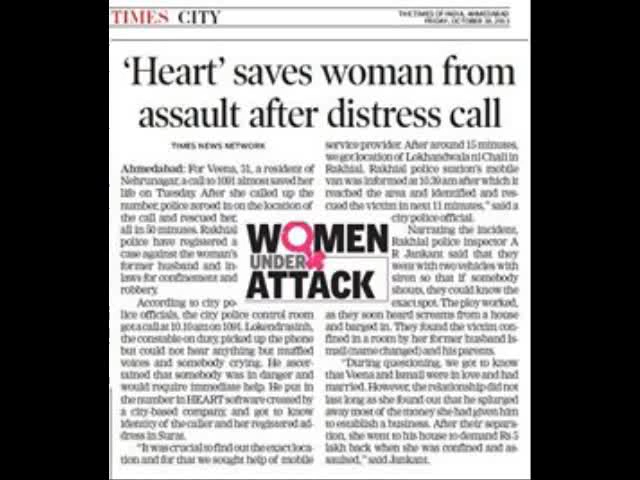 TIMES CITY
THE TIMES OF INDIA, AHMEDABAD
FRIDAY, OCTOBER
'Heart' saves woman from
assault after distress call
TIMES NEWS NETWORK
Ahmedabad: For Veena, 31, a resident of
Nehrunagar, a call to 1091 almost saved her
life on Tuesday. After she called up the
number, police zeroed in on the location of
the call and rescued her,
all in 50 minutes. Rakhial
police have registered a
case against the woman's
former husband and in-
laws for confinement and
robbery.
According to city po-
lice officials, the city police control room
got a call at 10.10 am on 1091. Lokendrasinh,
the constable on duty, picked up the phone
but could not hear anything but muffled
voices and somebody crying. He ascer-
tained that somebody was in danger and
would require immediate help. He put in
the number in HEART software created by
a city-based company, and got to know
identity of the caller and her registered ad-
dress in Surat.
"It was crucial to find out the exact loca-
tion and for that we sought help of mobile
WOMEN
UNDER
ATTACK
service provider. After around 15 minutes,
we got location of Lokhandwala ni Chali in
Rakhial. Rakhial police station's mobile
van was informed at 10.30 am after which it
reached the area and identified and res-
cued the victim in next 11 minutes," said a
city police official.
Narrating the incident,
Rakhial police inspector A
R Jankant said that they
went with two vehicles with
siren so that if somebody
shouts, they could know the
exact spot. The ploy worked,
as they soon heard screams from a house
and barged in. They found the victim con-
fined in a room by her former husband Is-
mail (name changed) and his parents.
"During questioning, we got to know
that Veena and Ismail were in love and had
married. However, the relationship did not
last long as she found out that he splurged
away most of the money she had given him
to establish a business. After their separa-
tion, she went to his house to demand Rs 5
lakh back when she was confined and as-
saulted," said Jankant.